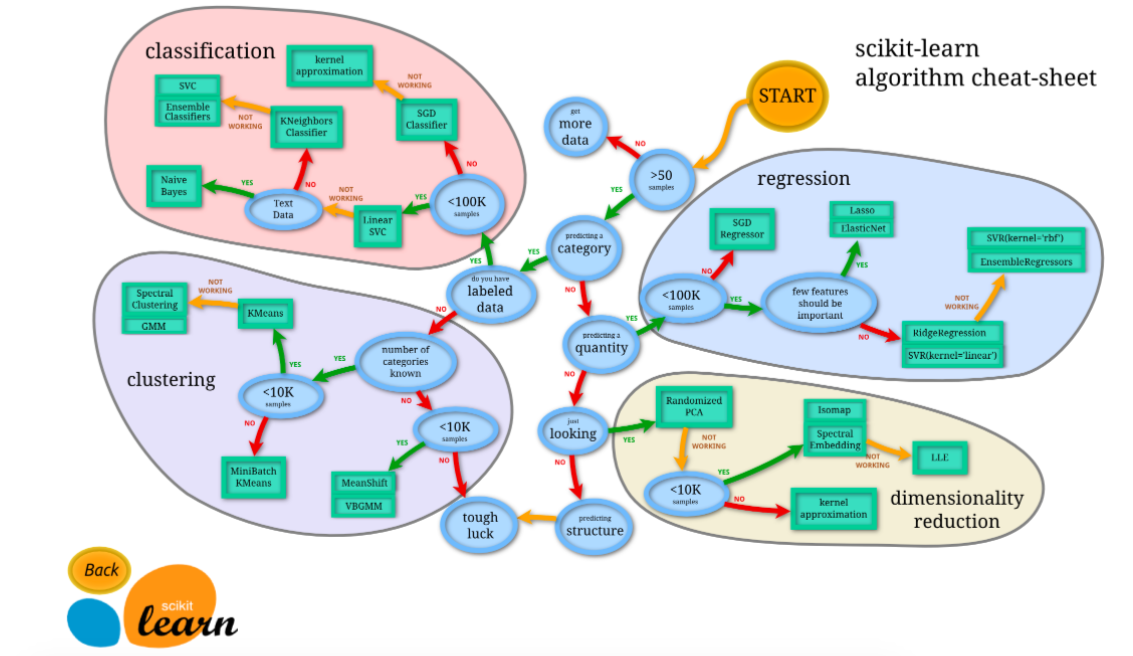 scikit-learn
algorithm cheat-sheet
START
classification
kernel
approximation
NOT
WORKING
SVC
Ensemble
Classifiers
NOT
WORKING
KNeighbors
Classifier
SGD
Classifier
NO
Naive
Bayes
YES
NO
Text
Data
NOT
WORKING
Linear
SVC
YES
<100K
samples
YES
get
more
data
NO
>50
samples
YES
predicting a
category
YES
NO
do you have
labeled
data
NO
predicting a
quantity
YES
NO
just
looking
YES
NO
predicting
structure
tough
luck
regression
SGD
Regressor
NO
<100K
samples
YES
Lasso
ElasticNet
YES
few features
should be
important
NO
SVR(kernel='rbf')
EnsembleRegressors
NOT
WORKING
RidgeRegression
SVR(kernel='linear')
clustering
Spectral
Clustering
GMM
NOT
WORKING
KMeans
YES
<10K
samples
NO
MiniBatch
KMeans
YES
number of
categories
known
NO
<10K
samples
YES
NO
MeanShift
VBGMM
Randomized
PCA
NOT
WORKING
<10K
samples
YES
NO
Isomap
Spectral
Embedding
NOT
WORKING
LLE
kernel
approximation
dimensionality
reduction
Back
scikit
learn